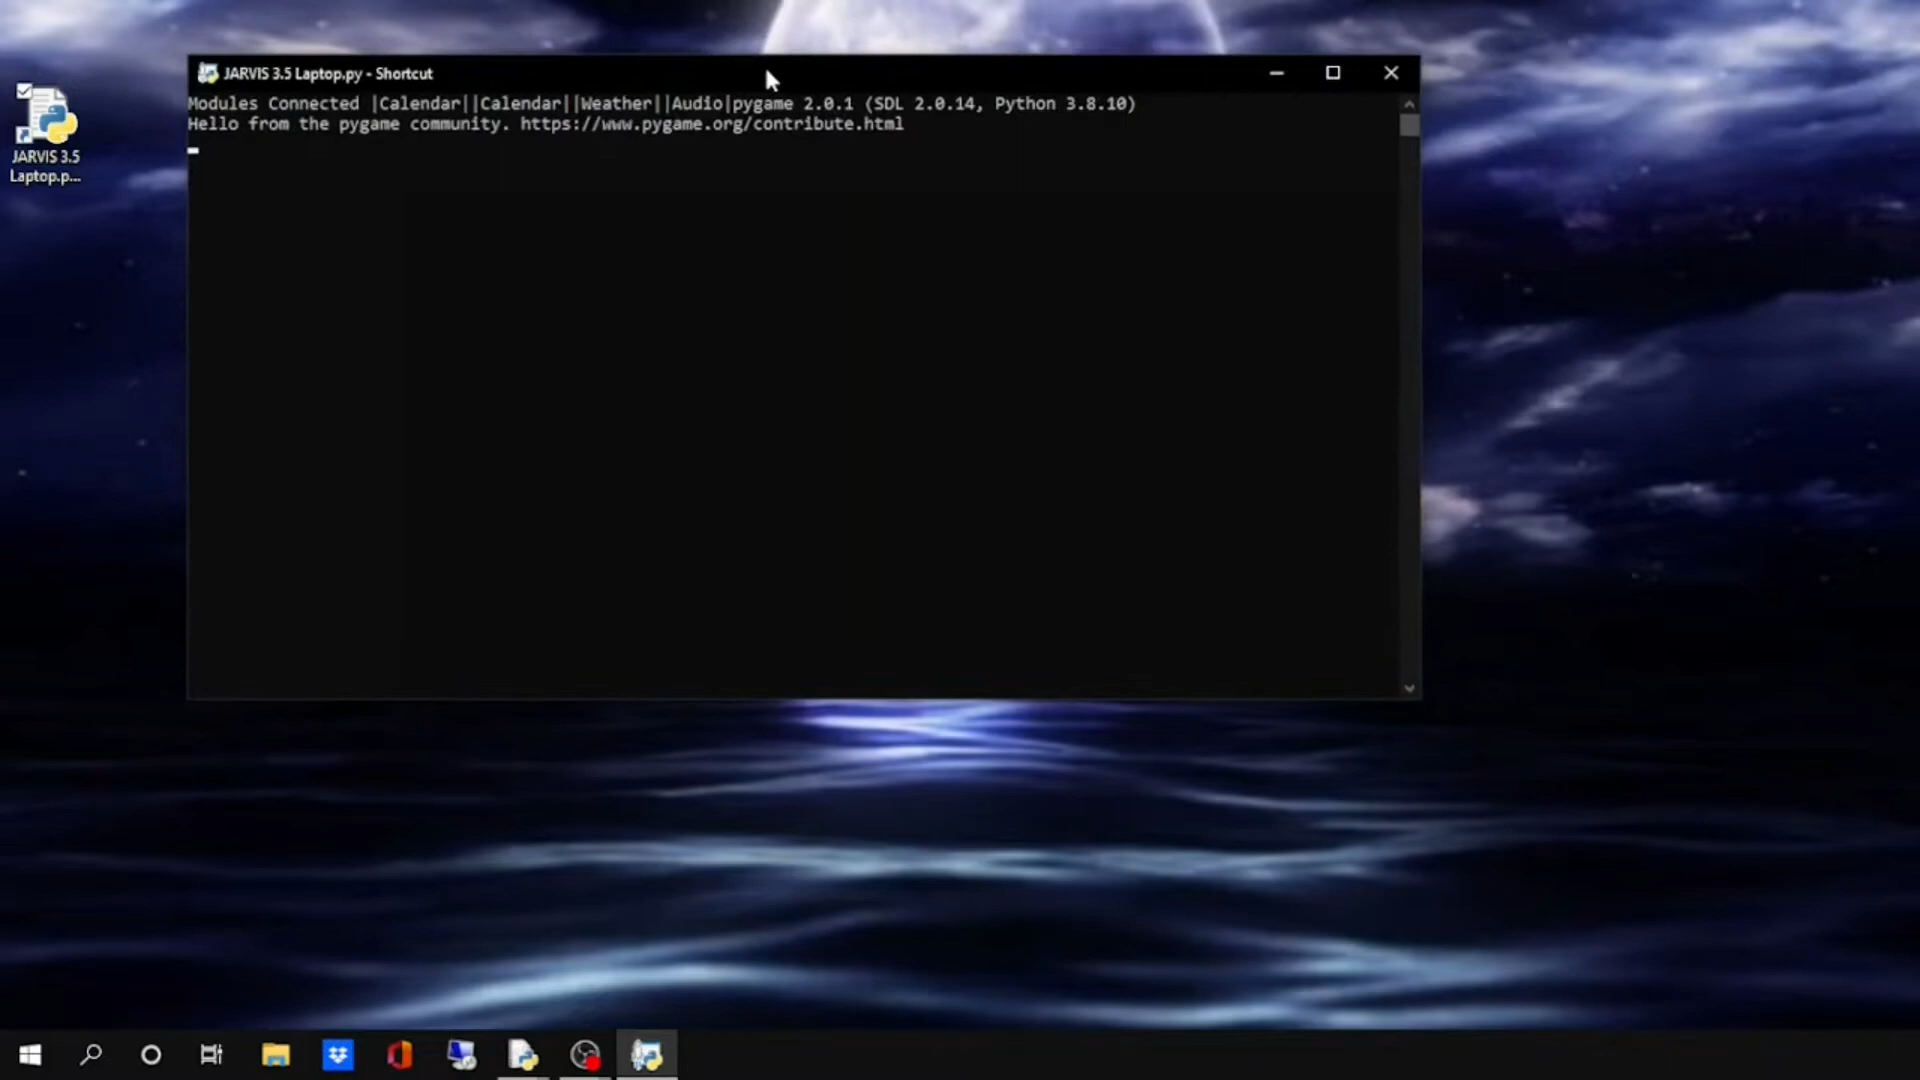 JARVIS 3.5 Laptop.py - Shortcut
Modules Connected |Calendar||Calendar||Weather||Audio|pygame 2.0.1 (SDL 2.0.14, Python 3.8.10)
Hello from the pygame community. https://www.pygame.org/contribute.html
JARVIS 3.5
Laptop.p...